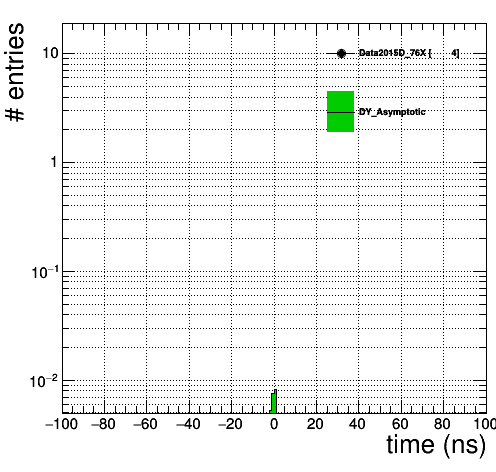 # entries
10
1
10⁻¹
10⁻²
Data2015D_76X [ 4]
DY_Asymptotic
−100 −80 −60 −40 −20 0 20 40 60 80 100
time (ns)